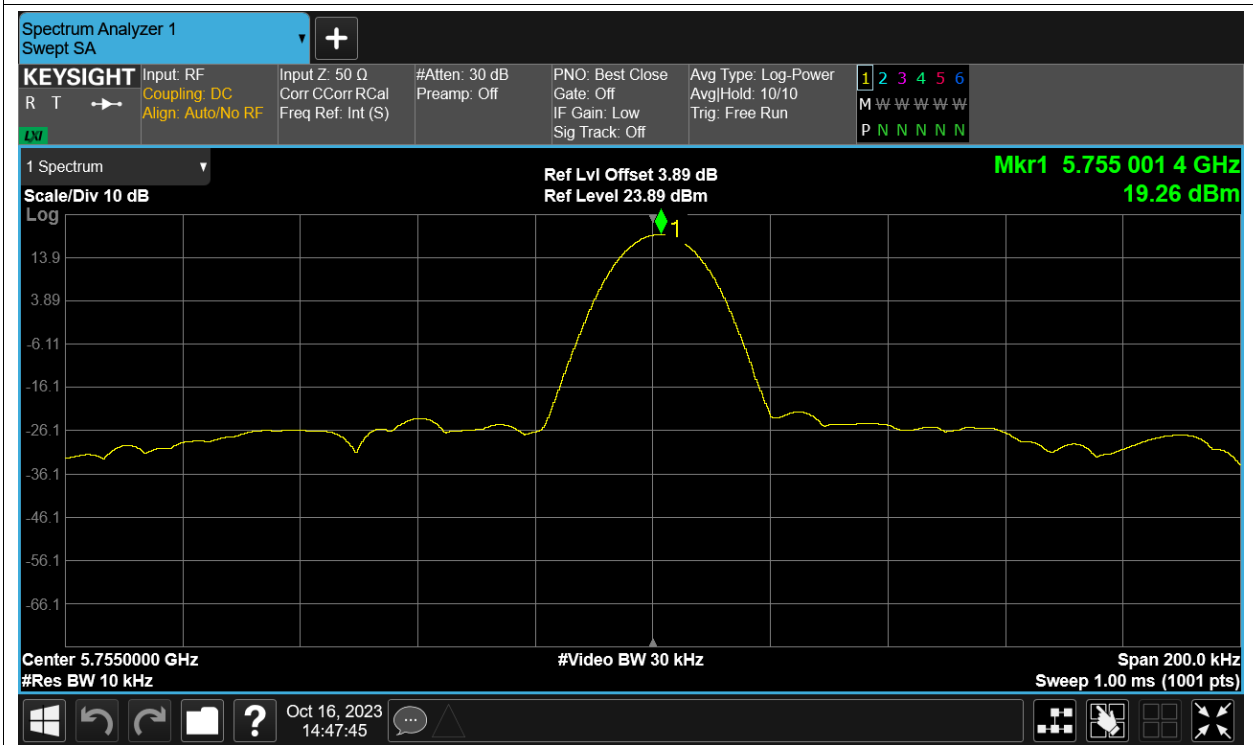 Spectrum Analyzer 1
Swept SA
+
KEYSIGHT
R T
LXI
Input: RF
Coupling: DC
Align: Auto/No RF
Input Z: 50 Ω
Corr CCorr RCal
Freq Ref: Int (S)
#Atten: 30 dB
Preamp: Off
PNO: Best Close
Gate: Off
IF Gain: Low
Sig Track: Off
Avg Type: Log-Power
Avg|Hold: 10/10
Trig: Free Run
1 2 3 4 5 6
M W W W W W
P N N N N N
1 Spectrum
Scale/Div 10 dB
Log
Ref Lvl Offset 3.89 dB
Ref Level 23.89 dBm
Mkr1 5.755 001 4 GHz
19.26 dBm
1
13.9
3.89
-6.11
-16.1
-26.1
-36.1
-46.1
-56.1
-66.1
Center 5.7550000 GHz
#Video BW 30 kHz
Span 200.0 kHz
#Res BW 10 kHz
Sweep 1.00 ms (1001 pts)
?
Oct 16, 2023
14:47:45